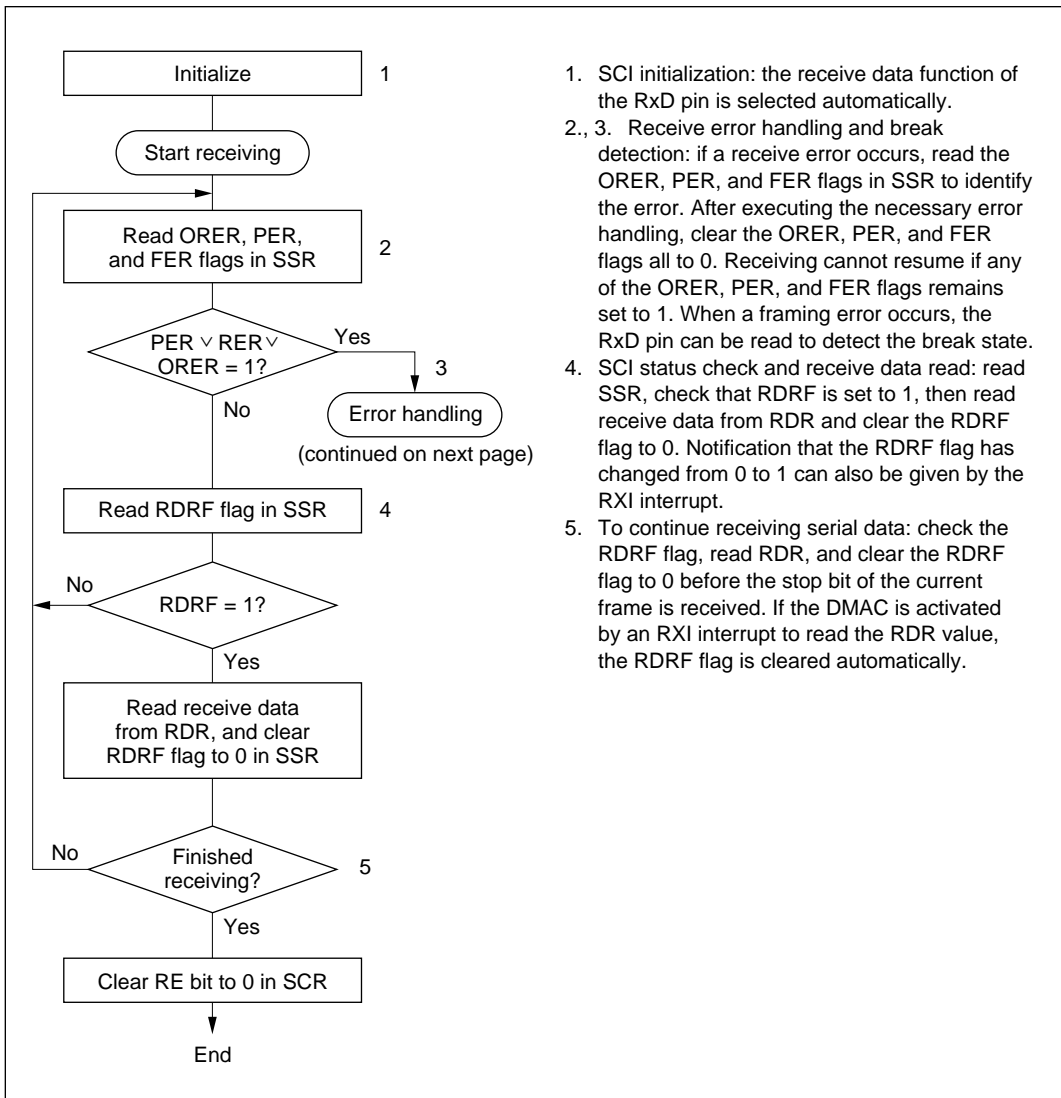 Initialize
1
Start receiving
Read ORER, PER,
and FER flags in SSR
2
PER ∨ RER ∨
ORER = 1?
Yes
3
No
Error handling
(continued on next page)
Read RDRF flag in SSR
4
No
RDRF = 1?
Yes
Read receive data
from RDR, and clear
RDRF flag to 0 in SSR
No
Finished
receiving?
5
Yes
Clear RE bit to 0 in SCR
End
1. SCI initialization: the receive data function of
the RxD pin is selected automatically.
2., 3. Receive error handling and break
detection: if a receive error occurs, read the
ORER, PER, and FER flags in SSR to identify
the error. After executing the necessary error
handling, clear the ORER, PER, and FER
flags all to 0. Receiving cannot resume if any
of the ORER, PER, and FER flags remains
set to 1. When a framing error occurs, the
RxD pin can be read to detect the break state.
4. SCI status check and receive data read: read
SSR, check that RDRF is set to 1, then read
receive data from RDR and clear the RDRF
flag to 0. Notification that the RDRF flag has
changed from 0 to 1 can also be given by the
RXI interrupt.
5. To continue receiving serial data: check the
RDRF flag, read RDR, and clear the RDRF
flag to 0 before the stop bit of the current
frame is received. If the DMAC is activated
by an RXI interrupt to read the RDR value,
the RDRF flag is cleared automatically.